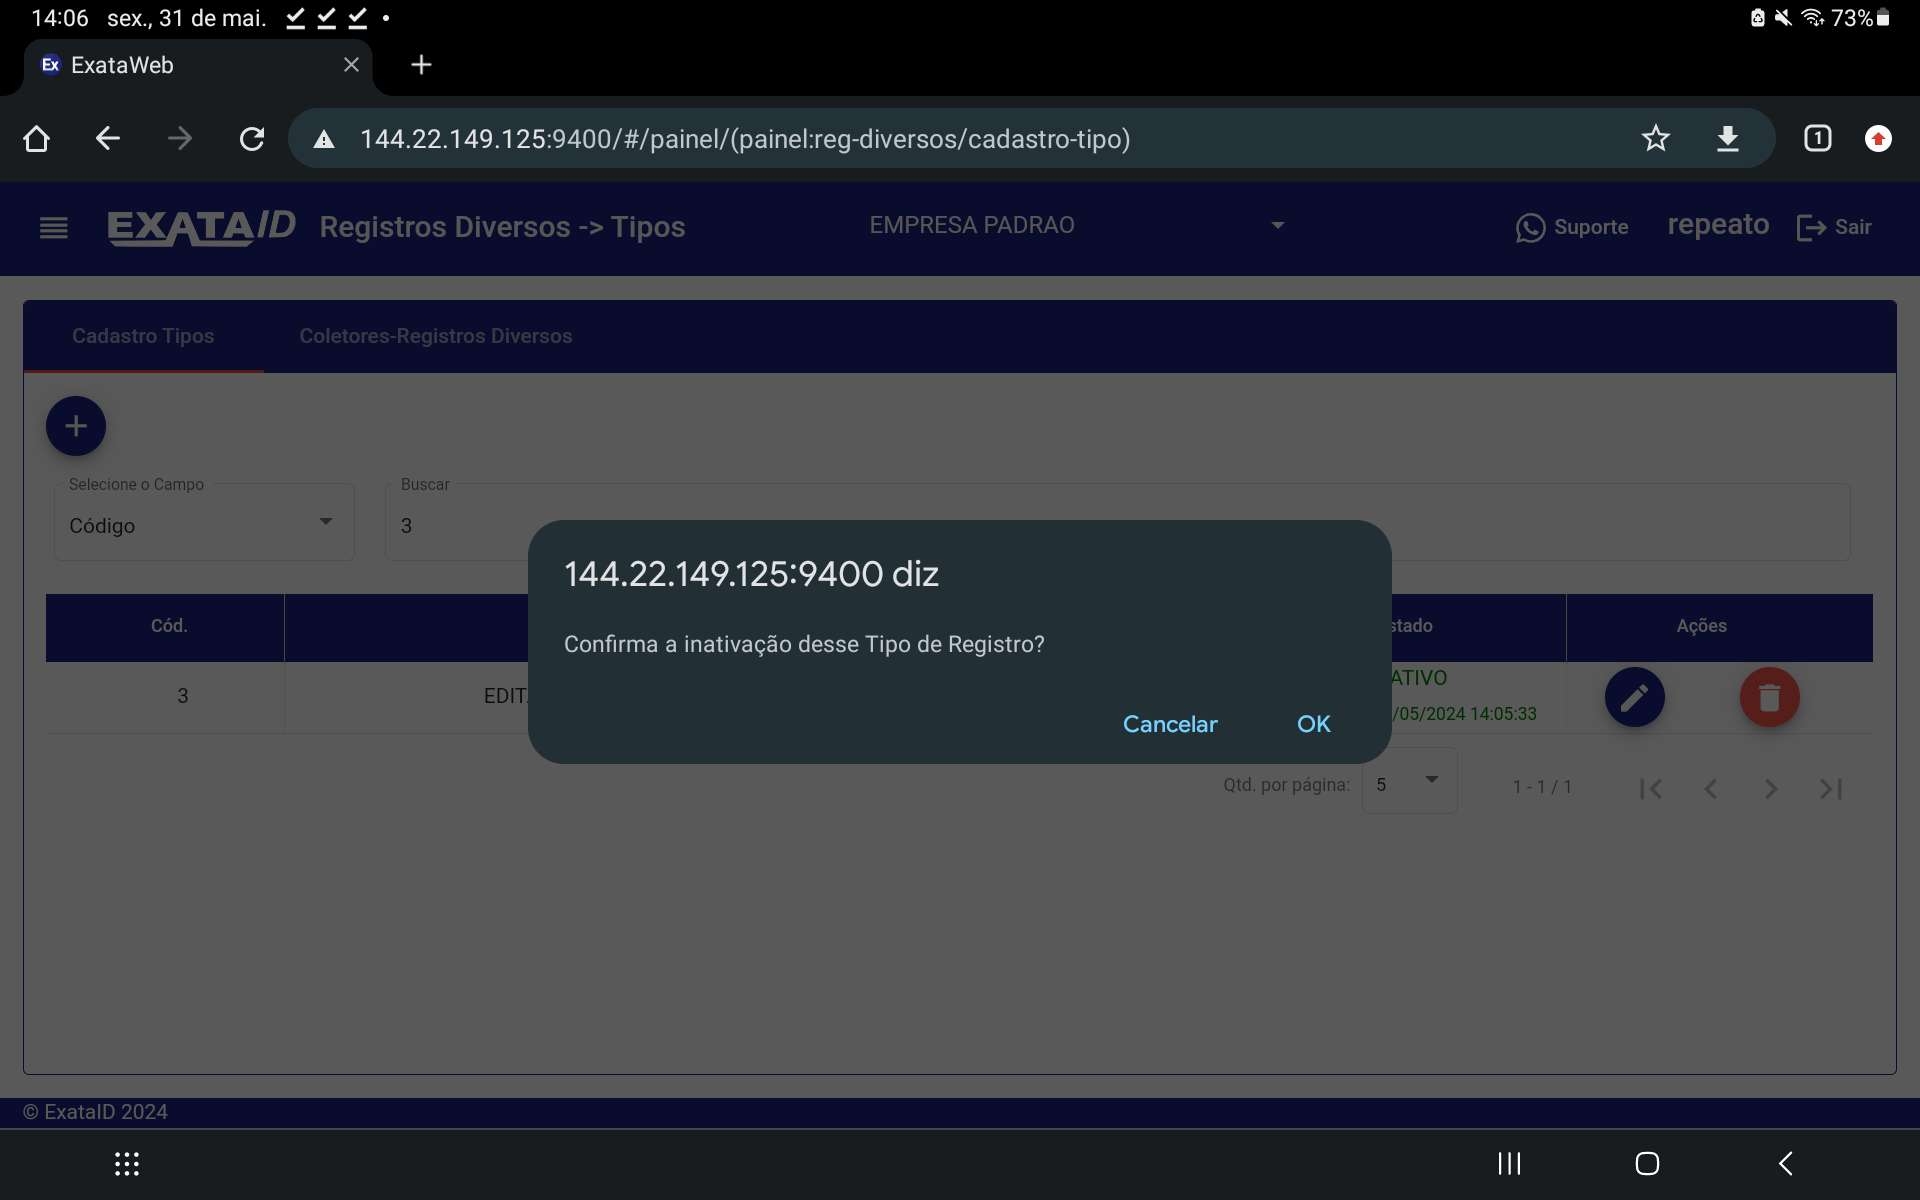 14:06 sex., 31 de mai. 73%
Ex ExataWeb
144.22.149.125:9400/#/painel/(painel:reg-diversos/cadastro-tipo) 1
EXATAID Registros Diversos -> Tipos EMPRESA PADRAO Suporte repeato Sair
Cadastro Tipos Coletores-Registros Diversos
Selecione o Campo Buscar
Código 3
144.22.149.125:9400 diz
Confirma a inativação desse Tipo de Registro?
Cancelar OK
Cód. stado Ações
3 EDIT ATIVO
/05/2024 14:05:33
Qtd. por página: 5 1 - 1 / 1
© ExataID 2024